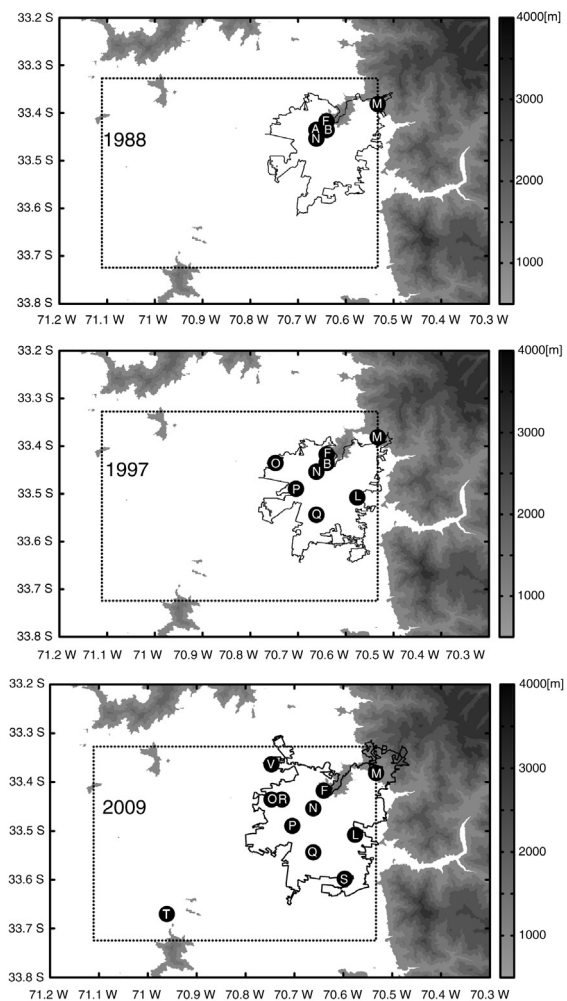 33.2 S
4000[m]
33.3 S
33.4 S
M
3000
F
A B
1988
N
33.5 S
33.6 S
2000
33.7 S
1000
33.8 S
71.2 W 71.1 W 71 W 70.9 W 70.8 W 70.7 W 70.6 W 70.5 W 70.4 W 70.3 W
33.2 S
4000[m]
33.3 S
33.4 S
M
3000
F
O B
1997
N
P
33.5 S
L
Q
33.6 S
2000
33.7 S
1000
33.8 S
71.2 W 71.1 W 71 W 70.9 W 70.8 W 70.7 W 70.6 W 70.5 W 70.4 W 70.3 W
33.2 S
4000[m]
33.3 S
V
M
33.4 S
3000
F
O R
2009
N
P
33.5 S
L
Q
33.6 S
S
2000
T
33.7 S
1000
33.8 S
71.2 W 71.1 W 71 W 70.9 W 70.8 W 70.7 W 70.6 W 70.5 W 70.4 W 70.3 W